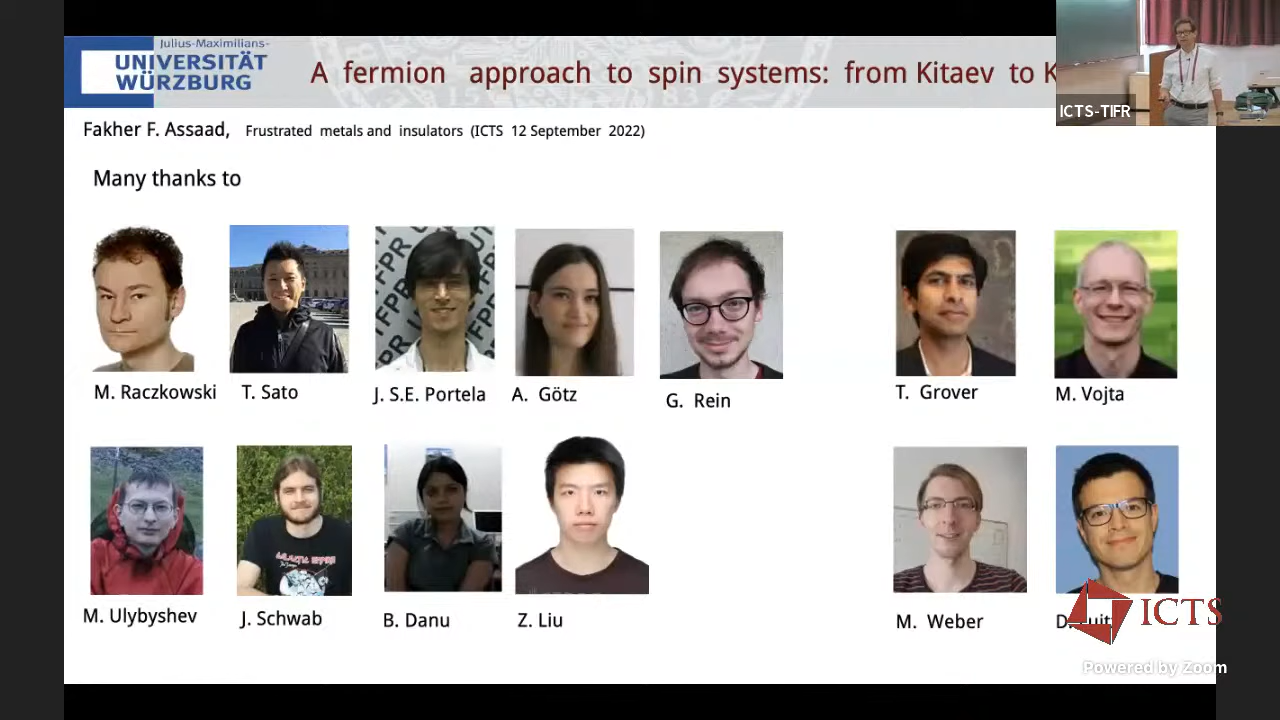 Julius-Maximilians-
UNIVERSITÄT
WÜRZBURG
A fermion approach to spin systems: from Kitaev to K
ICTS-TIFR
Fakher F. Assaad, Frustrated metals and insulators (ICTS 12 September 2022)
Many thanks to
M. Raczkowski
T. Sato
J. S.E. Portela
A. Götz
G. Rein
T. Grover
M. Vojta
M. Ulybyshev
J. Schwab
B. Danu
Z. Liu
M. Weber
D.
ICTS
Powered by Zoom